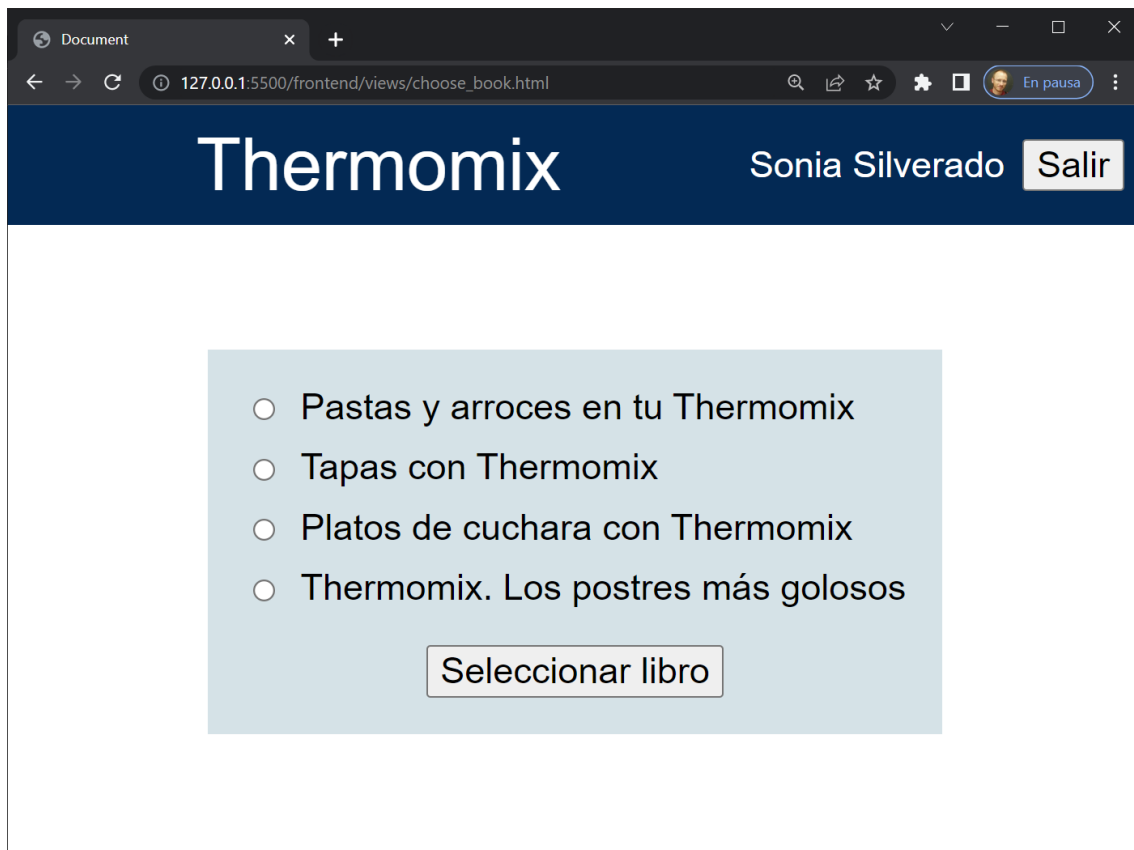 Document
127.0.0.1:5500/frontend/views/choose_book.html
En pausa
Thermomix
Sonia Silverado
Salir
Pastas y arroces en tu Thermomix
Tapas con Thermomix
Platos de cuchara con Thermomix
Thermomix. Los postres más golosos
Seleccionar libro